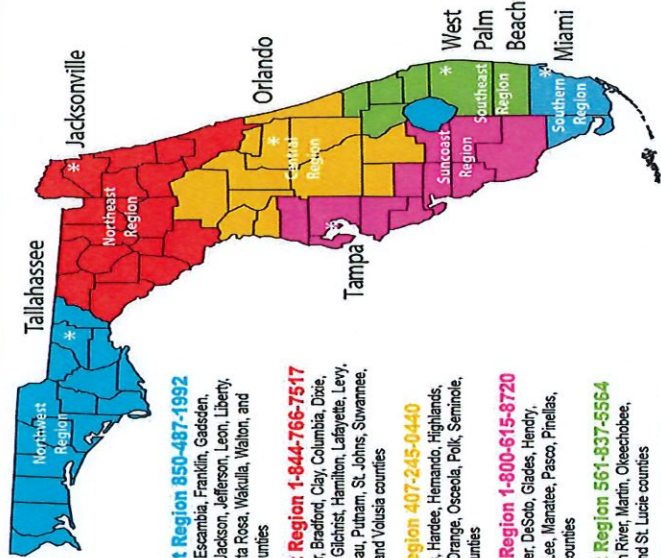 Tallahassee
Jacksonville
Northwest
Region
Northeast
Region
Orlando
Central
Region
Tampa
Suncoast
Region
West
Palm
Beach
Southeast
Region
Miami
Southern
Region
t Region 850-487-1992
Escambia, Franklin, Gadsden,
Jackson, Jefferson, Leon, Liberty,
ta Rosa, Wakulla, Walton, and
unties
Region 1-844-766-7517
r, Bradford, Clay, Columbia, Dixie,
Gilchrist, Hamilton, Lafayette, Levy,
au, Putnam, St. Johns, Suwannee,
and Volusia counties
egion 407-245-0440
, Hardee, Hernando, Highlands,
Orange, Osceola, Polk, Seminole,
unties
Region 1-800-615-8720
er, DeSoto, Glades, Hendry,
Lee, Manatee, Pasco, Pinellas,
ounties
Region 561-837-5564
River, Martin, Okeechobee,
nd St. Lucie counties